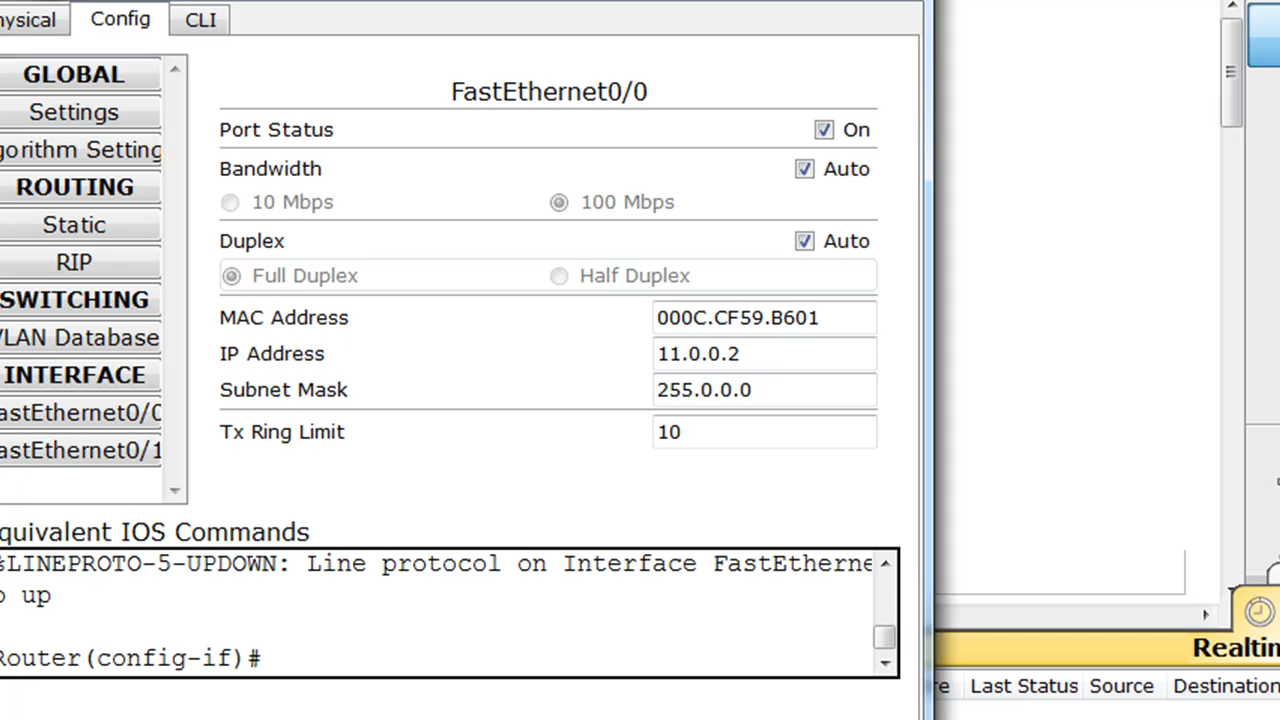 hysical Config CLI
GLOBAL
Settings
gorithm Setting
ROUTING
Static
RIP
SWITCHING
VLAN Database
INTERFACE
astEthernet0/0
astEthernet0/1
FastEthernet0/0
Port Status On
Bandwidth Auto
10 Mbps 100 Mbps
Duplex Auto
Full Duplex Half Duplex
MAC Address 000C.CF59.B601
IP Address 11.0.0.2
Subnet Mask 255.0.0.0
Tx Ring Limit 10
quivalent IOS Commands
%LINEPROTO-5-UPDOWN: Line protocol on Interface FastEtherne
o up
Router(config-if)#
Realtim
re Last Status Source Destination